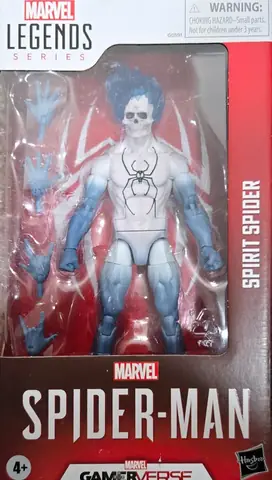 MARVEL
LEGENDS
SERIES
WARNING:
CHOKING HAZARD–Small parts.
Not for children under 3 years.
SPIRIT SPIDER
MARVEL
SPIDER-MAN
4+
MARVEL
GAMERVERSE
Hasbro